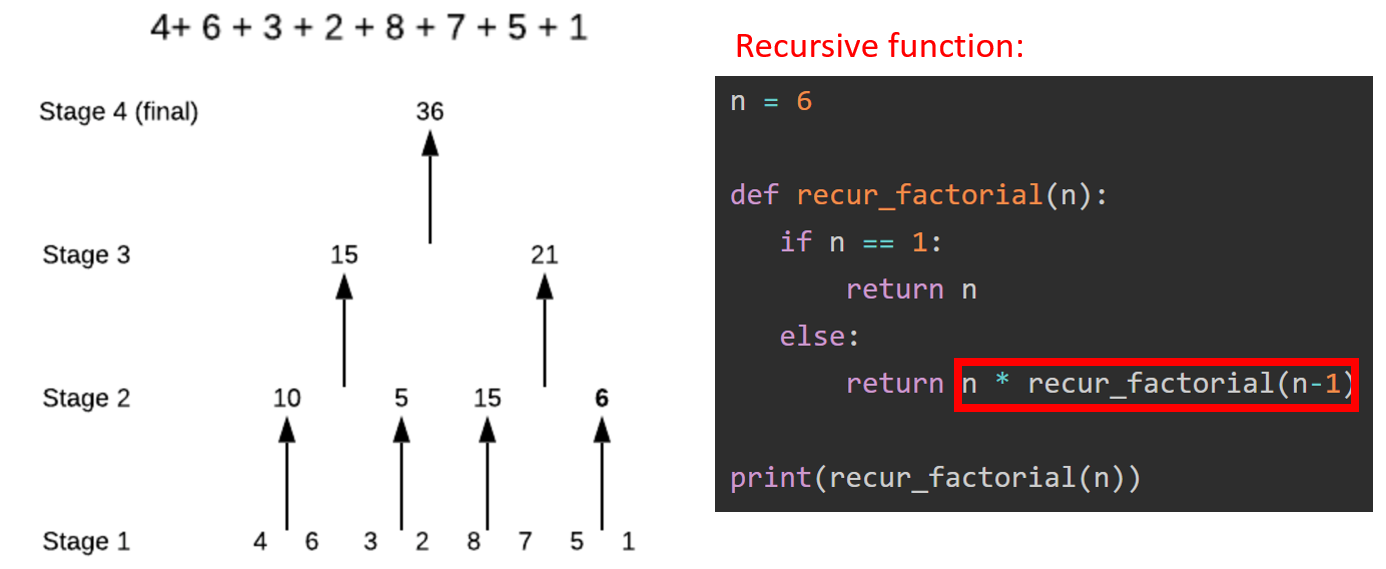 4+ 6 + 3 + 2 + 8 + 7 + 5 + 1
Stage 4 (final) 36
Stage 3 15 21
Stage 2 10 5 15 6
Stage 1 4 6 3 2 8 7 5 1
Recursive function:
n = 6
def recur_factorial(n):
if n == 1:
return n
else:
return n * recur_factorial(n-1)
print(recur_factorial(n))